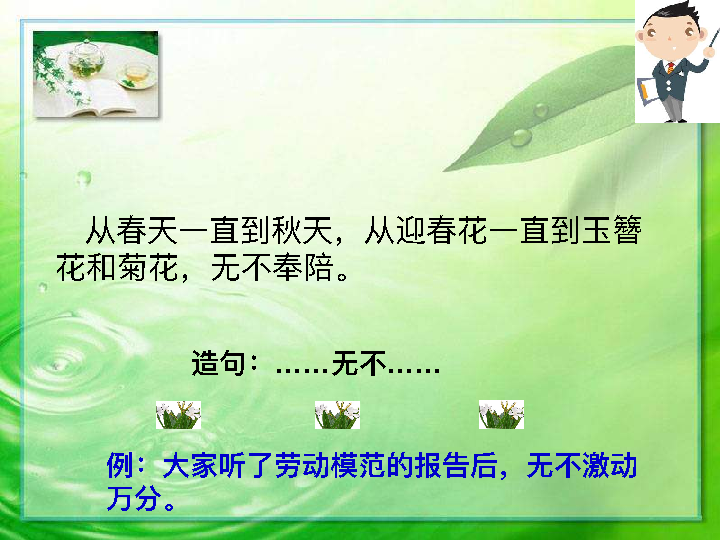 从春天一直到秋天，从迎春花一直到玉簪
花和菊花，无不奉陪。
造句：……无不……
例：大家听了劳动模范的报告后，无不激动
万分。